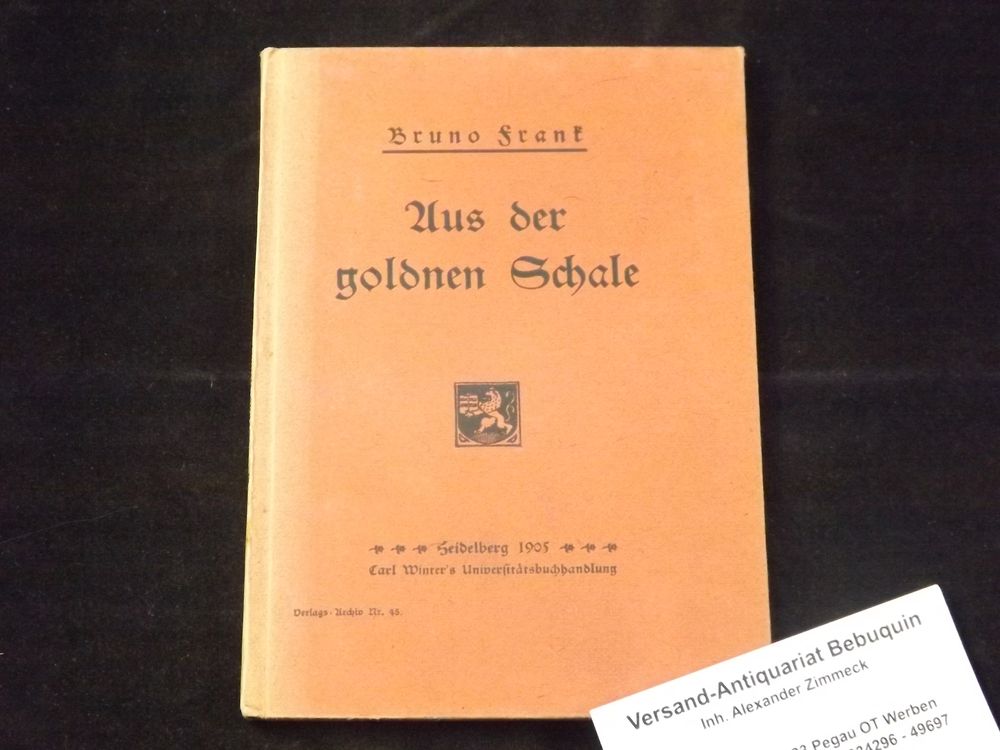 Bruno Frank
Aus der
goldnen Schale
Heidelberg 1905
Carl Winter's Universitätsbuchhandlung
Verlags-Archiv Nr. 45.
Versand-Antiquariat Bebuquin
Inh. Alexander Zimmeck
Pegau OT Werben
34296 - 49697